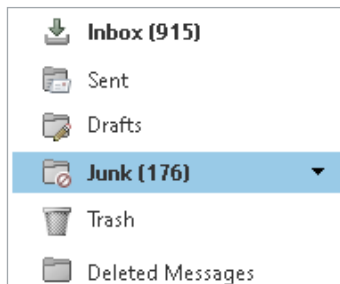 Inbox (915)
Sent
Drafts
Junk (176)
Trash
Deleted Messages